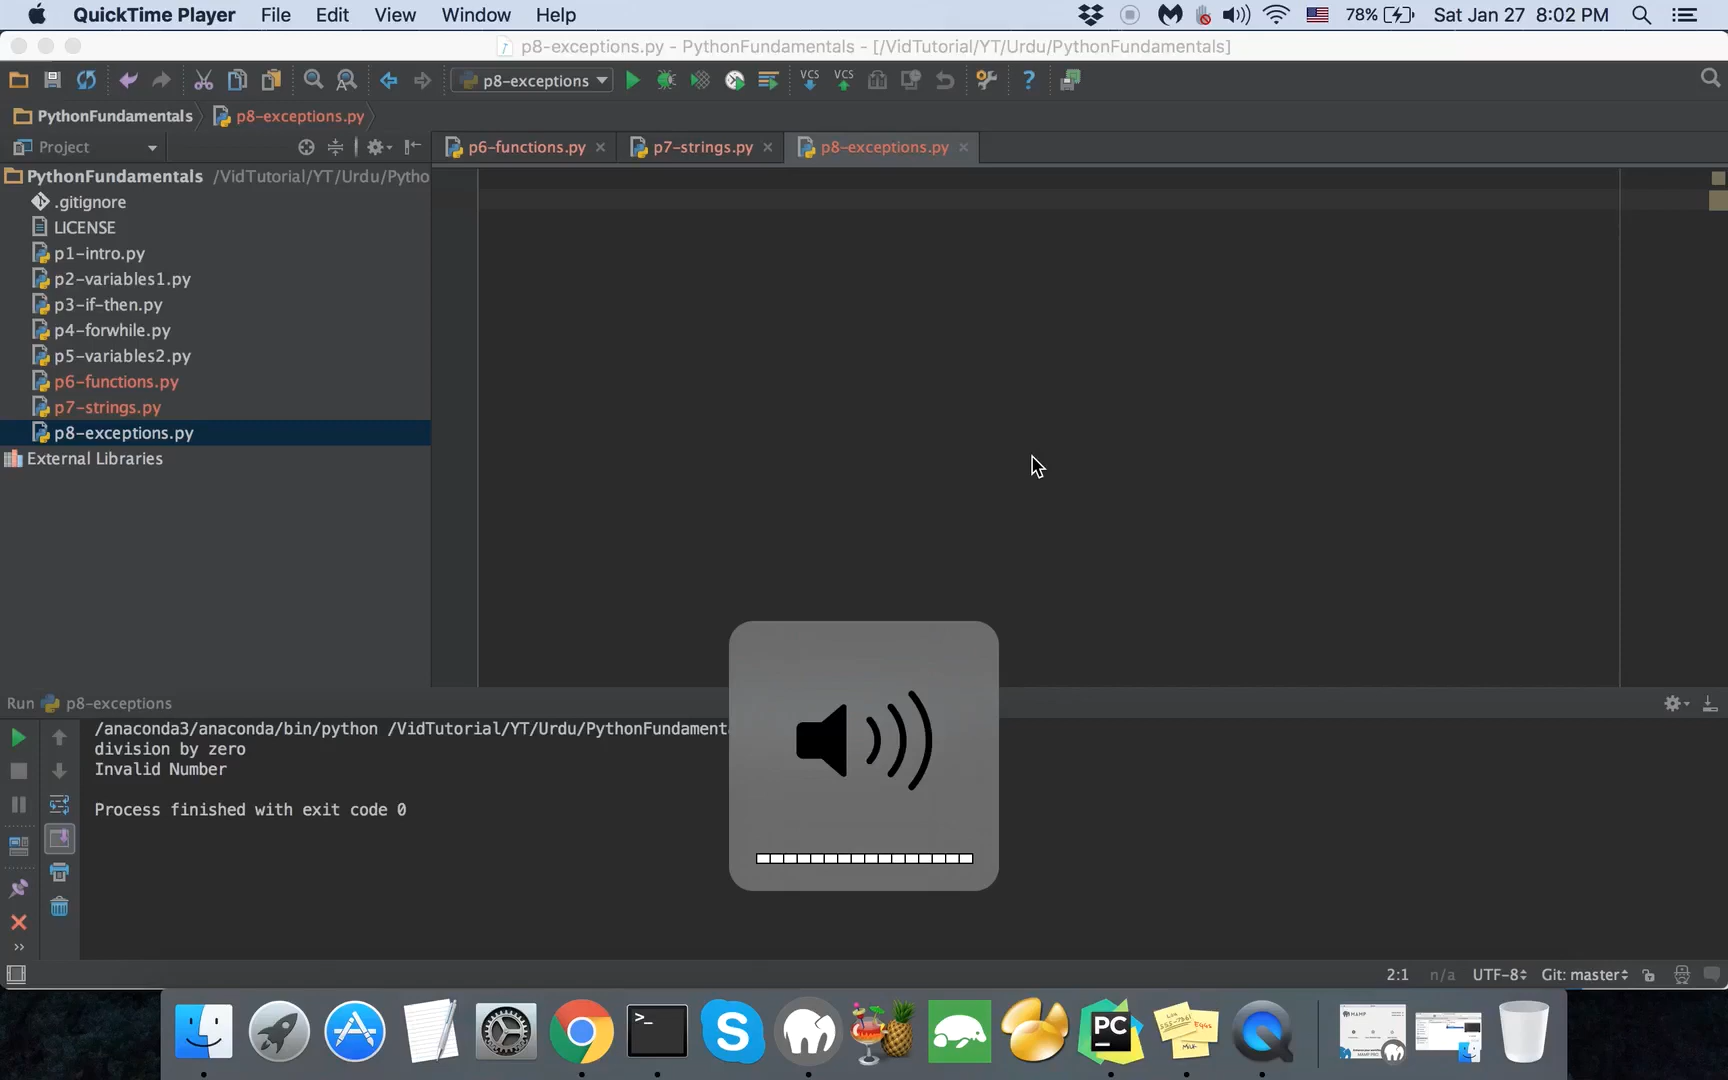 QuickTime Player File Edit View Window Help 78% Sat Jan 27 8:02 PM
p8-exceptions.py - PythonFundamentals - [/VidTutorial/YT/Urdu/PythonFundamentals]
p8-exceptions VCS VCS ?
PythonFundamentals p8-exceptions.py
Project p6-functions.py p7-strings.py p8-exceptions.py
PythonFundamentals /VidTutorial/YT/Urdu/Pytho
.gitignore
LICENSE
p1-intro.py
p2-variables1.py
p3-if-then.py
p4-forwhile.py
p5-variables2.py
p6-functions.py
p7-strings.py
p8-exceptions.py
External Libraries
Run p8-exceptions
/anaconda3/anaconda/bin/python /VidTutorial/YT/Urdu/PythonFundament
division by zero
Invalid Number
Process finished with exit code 0
2:1 n/a UTF-8 Git: master
>_ S PC